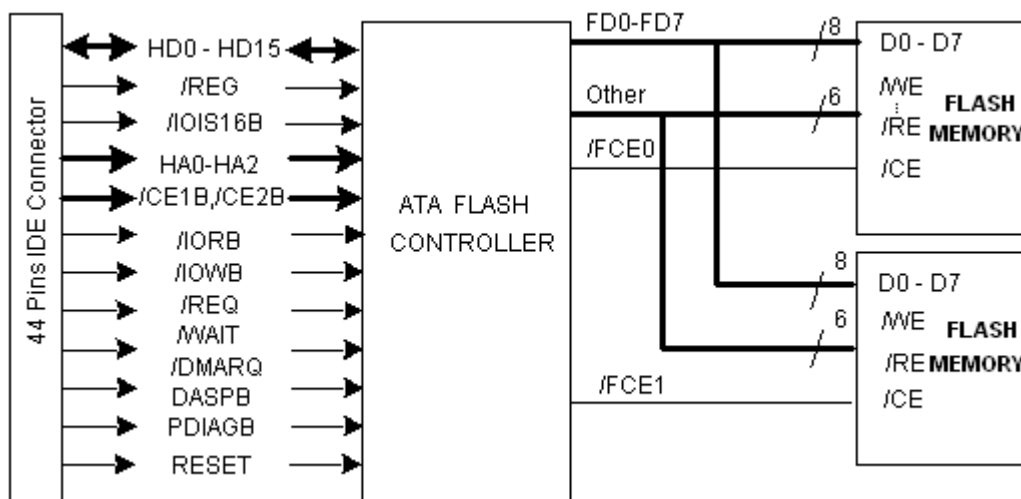 44 Pins IDE Connector
HD0 - HD15
/REG
/IOIS16B
HA0-HA2
/CE1B,/CE2B
/IORB
/IOWB
/REQ
/WAIT
/DMARQ
DASPB
PDIAGB
RESET
ATA FLASH
CONTROLLER
FD0-FD7
Other
/FCE0
/FCE1
8
6
D0 - D7
/WE
/RE
/CE
FLASH
MEMORY
8
6
D0 - D7
/WE
/RE
/CE
FLASH
MEMORY